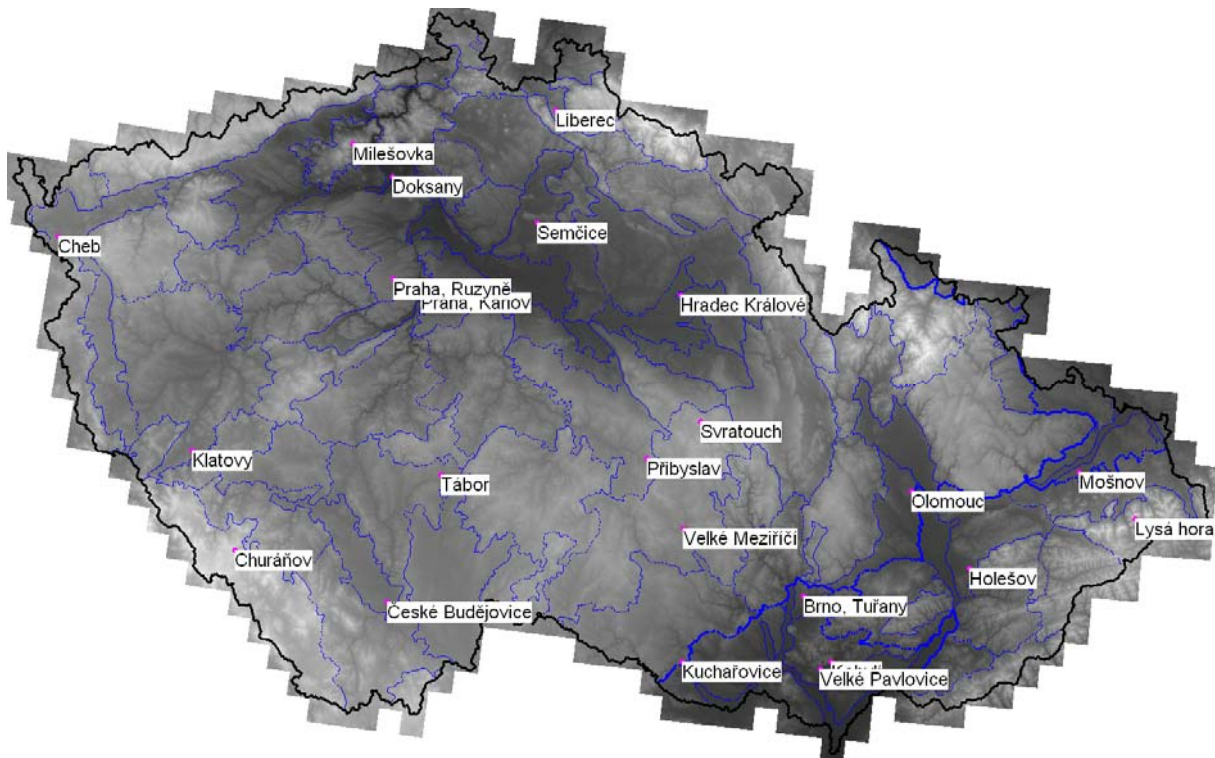 Liberec
Milešovka
Doksany
Semčice
Cheb
Praha, Ruzyně
Praha, Karlov
Hradec Králové
Svratouch
Klatovy
Přibyslav
Tábor
Mošnov
Olomouc
Lysá hora
Velké Meziříčí
Churáňov
Holešov
České Budějovice
Brno, Tuřany
Kuchařovice
Velké Pavlovice